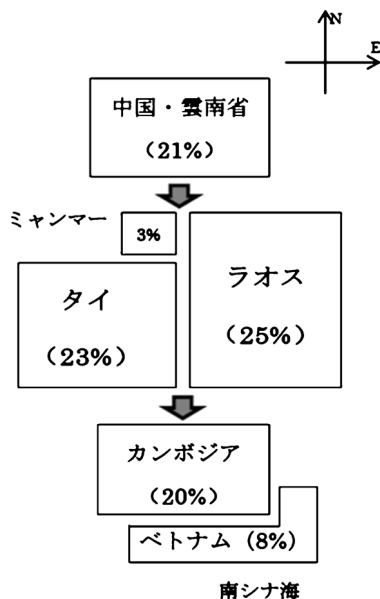 N
E
中国・雲南省
（21%）
ミャンマー
3%
タイ
（23%）
ラオス
（25%）
カンボジア
（20%）
ベトナム（8%）
南シナ海